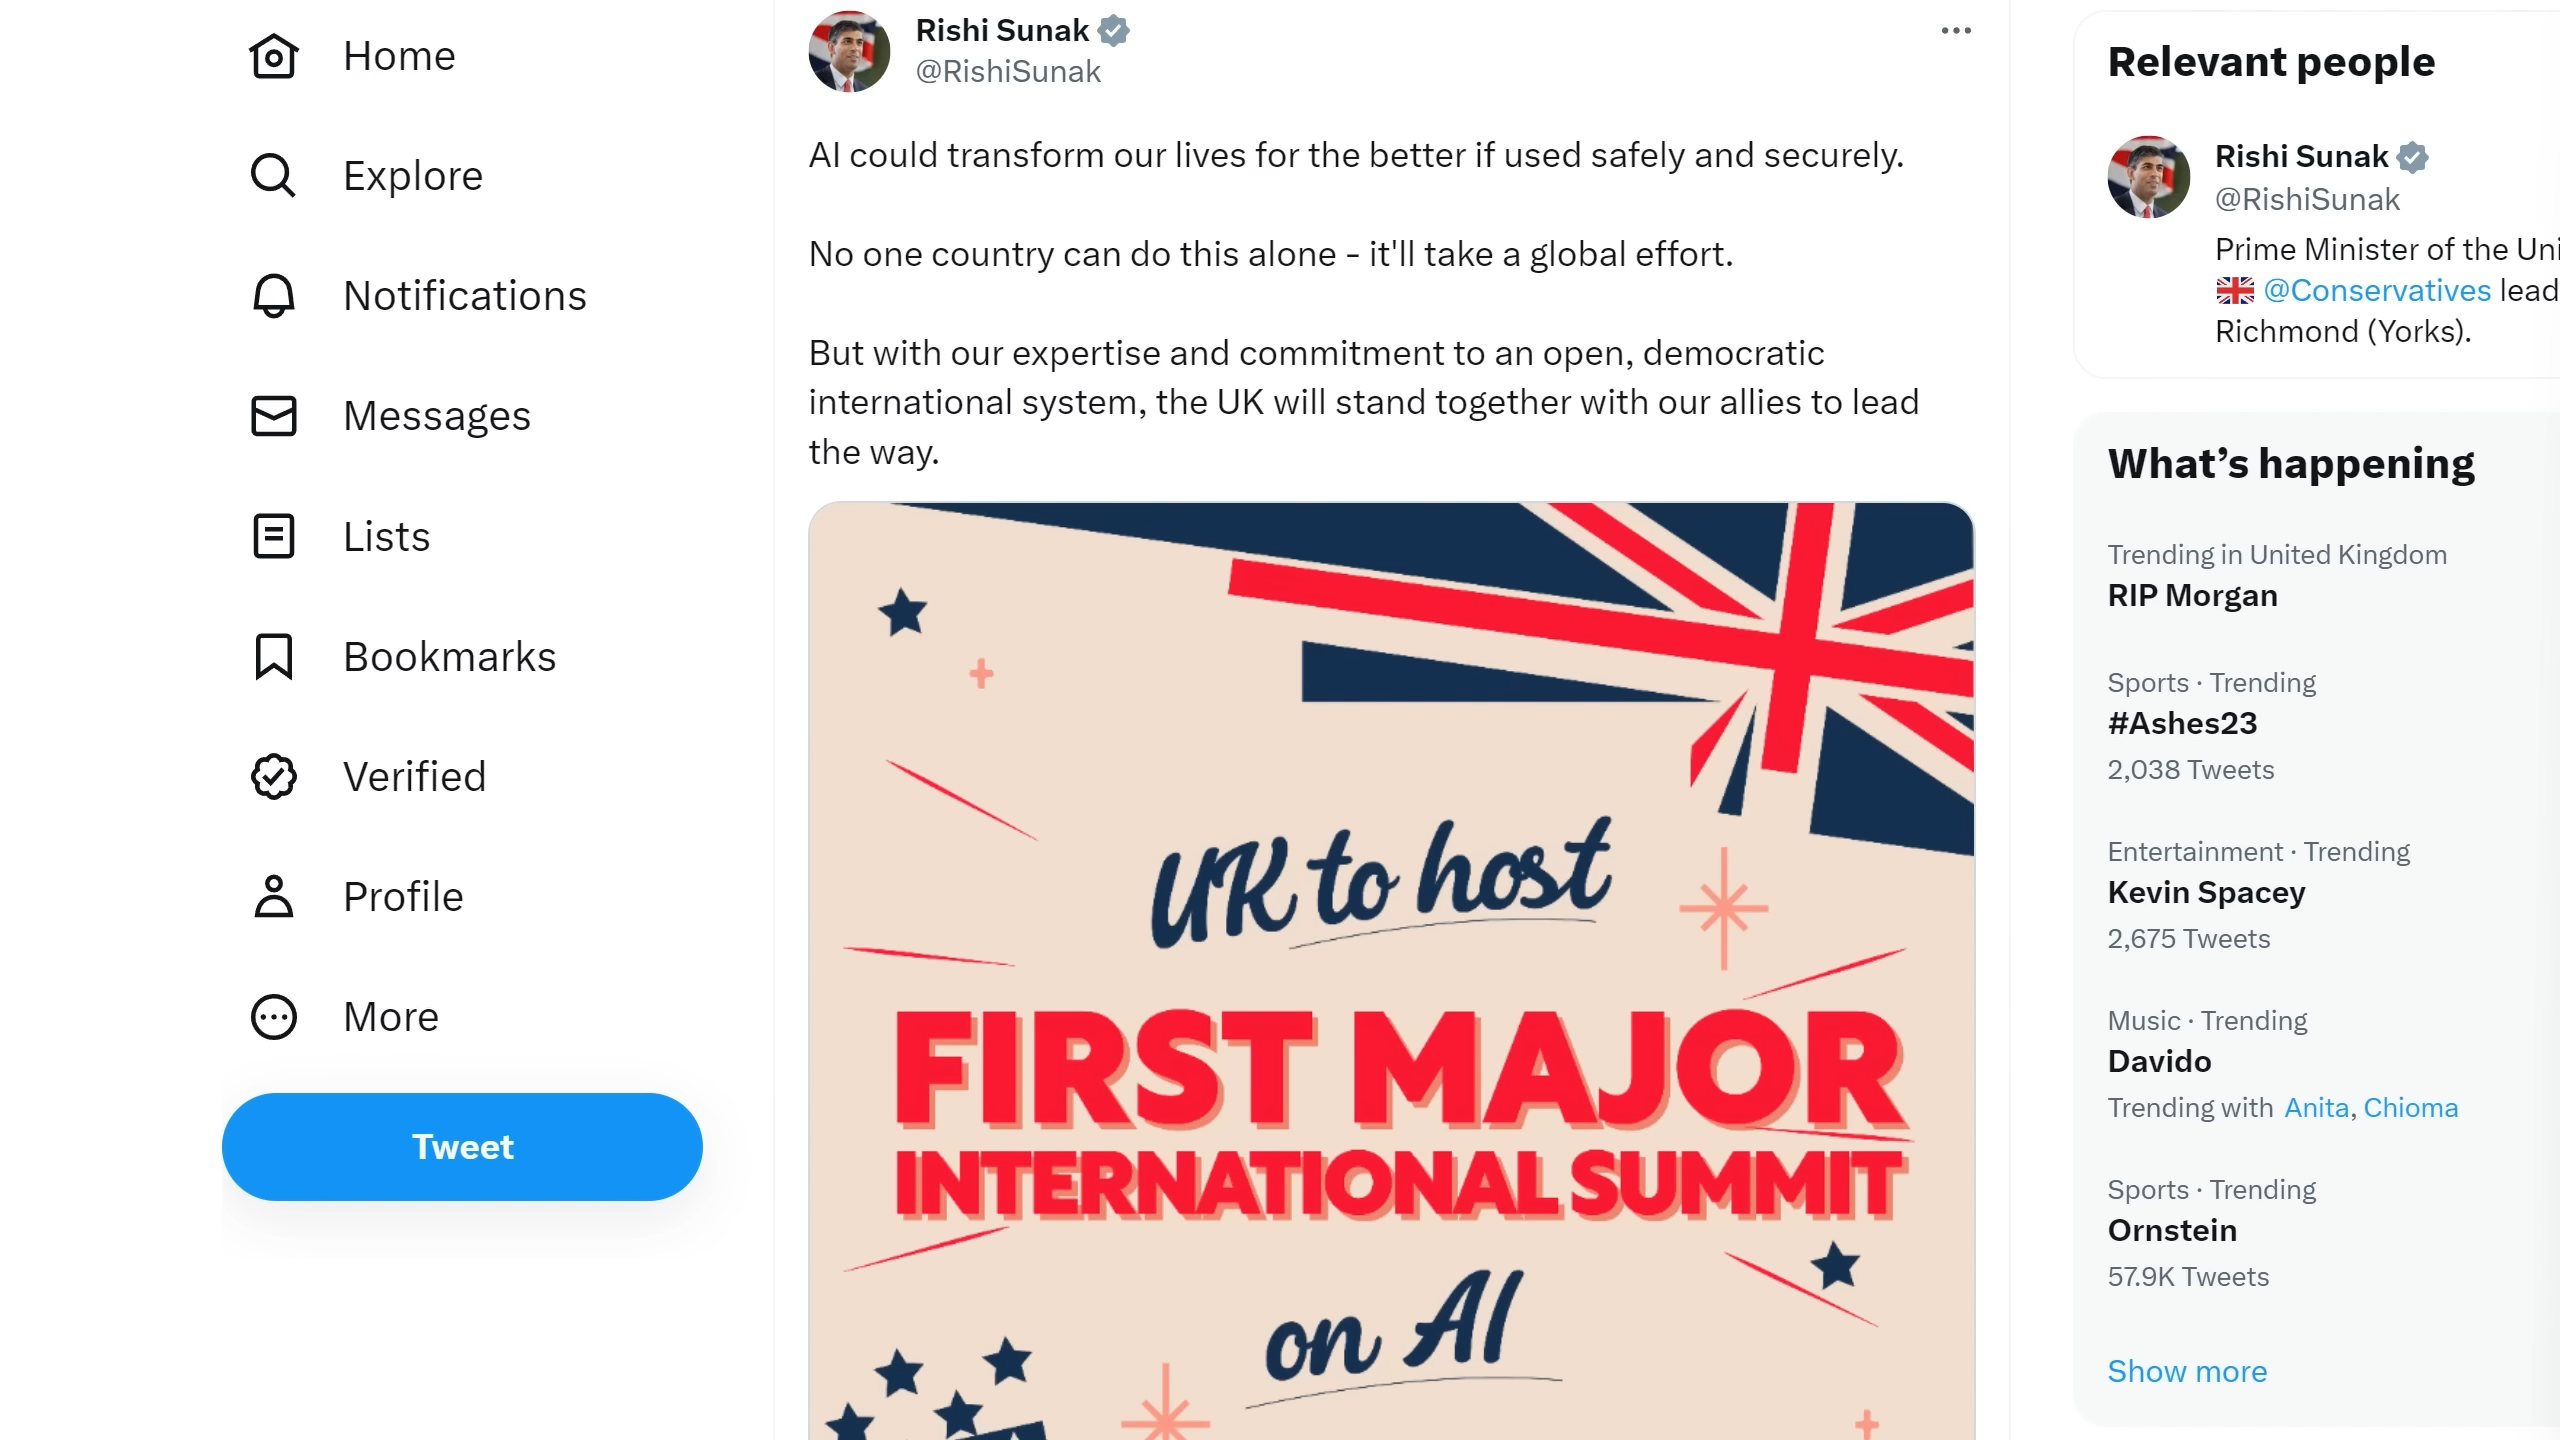 Home
Explore
Notifications
Messages
Lists
Bookmarks
Verified
Profile
More
Tweet
Rishi Sunak
@RishiSunak
AI could transform our lives for the better if used safely and securely.
No one country can do this alone - it'll take a global effort.
But with our expertise and commitment to an open, democratic
international system, the UK will stand together with our allies to lead
the way.
UK to host
FIRST MAJOR
INTERNATIONAL SUMMIT
on AI
Relevant people
Rishi Sunak
@RishiSunak
Prime Minister of the
@Conservatives
Richmond (Yorks).
What’s happening
Trending in United Kingdom
RIP Morgan
Sports · Trending
#Ashes23
2,038 Tweets
Entertainment · Trending
Kevin Spacey
2,675 Tweets
Music · Trending
Davido
Trending with Anita, Chioma
Sports · Trending
Ornstein
57.9K Tweets
Show more